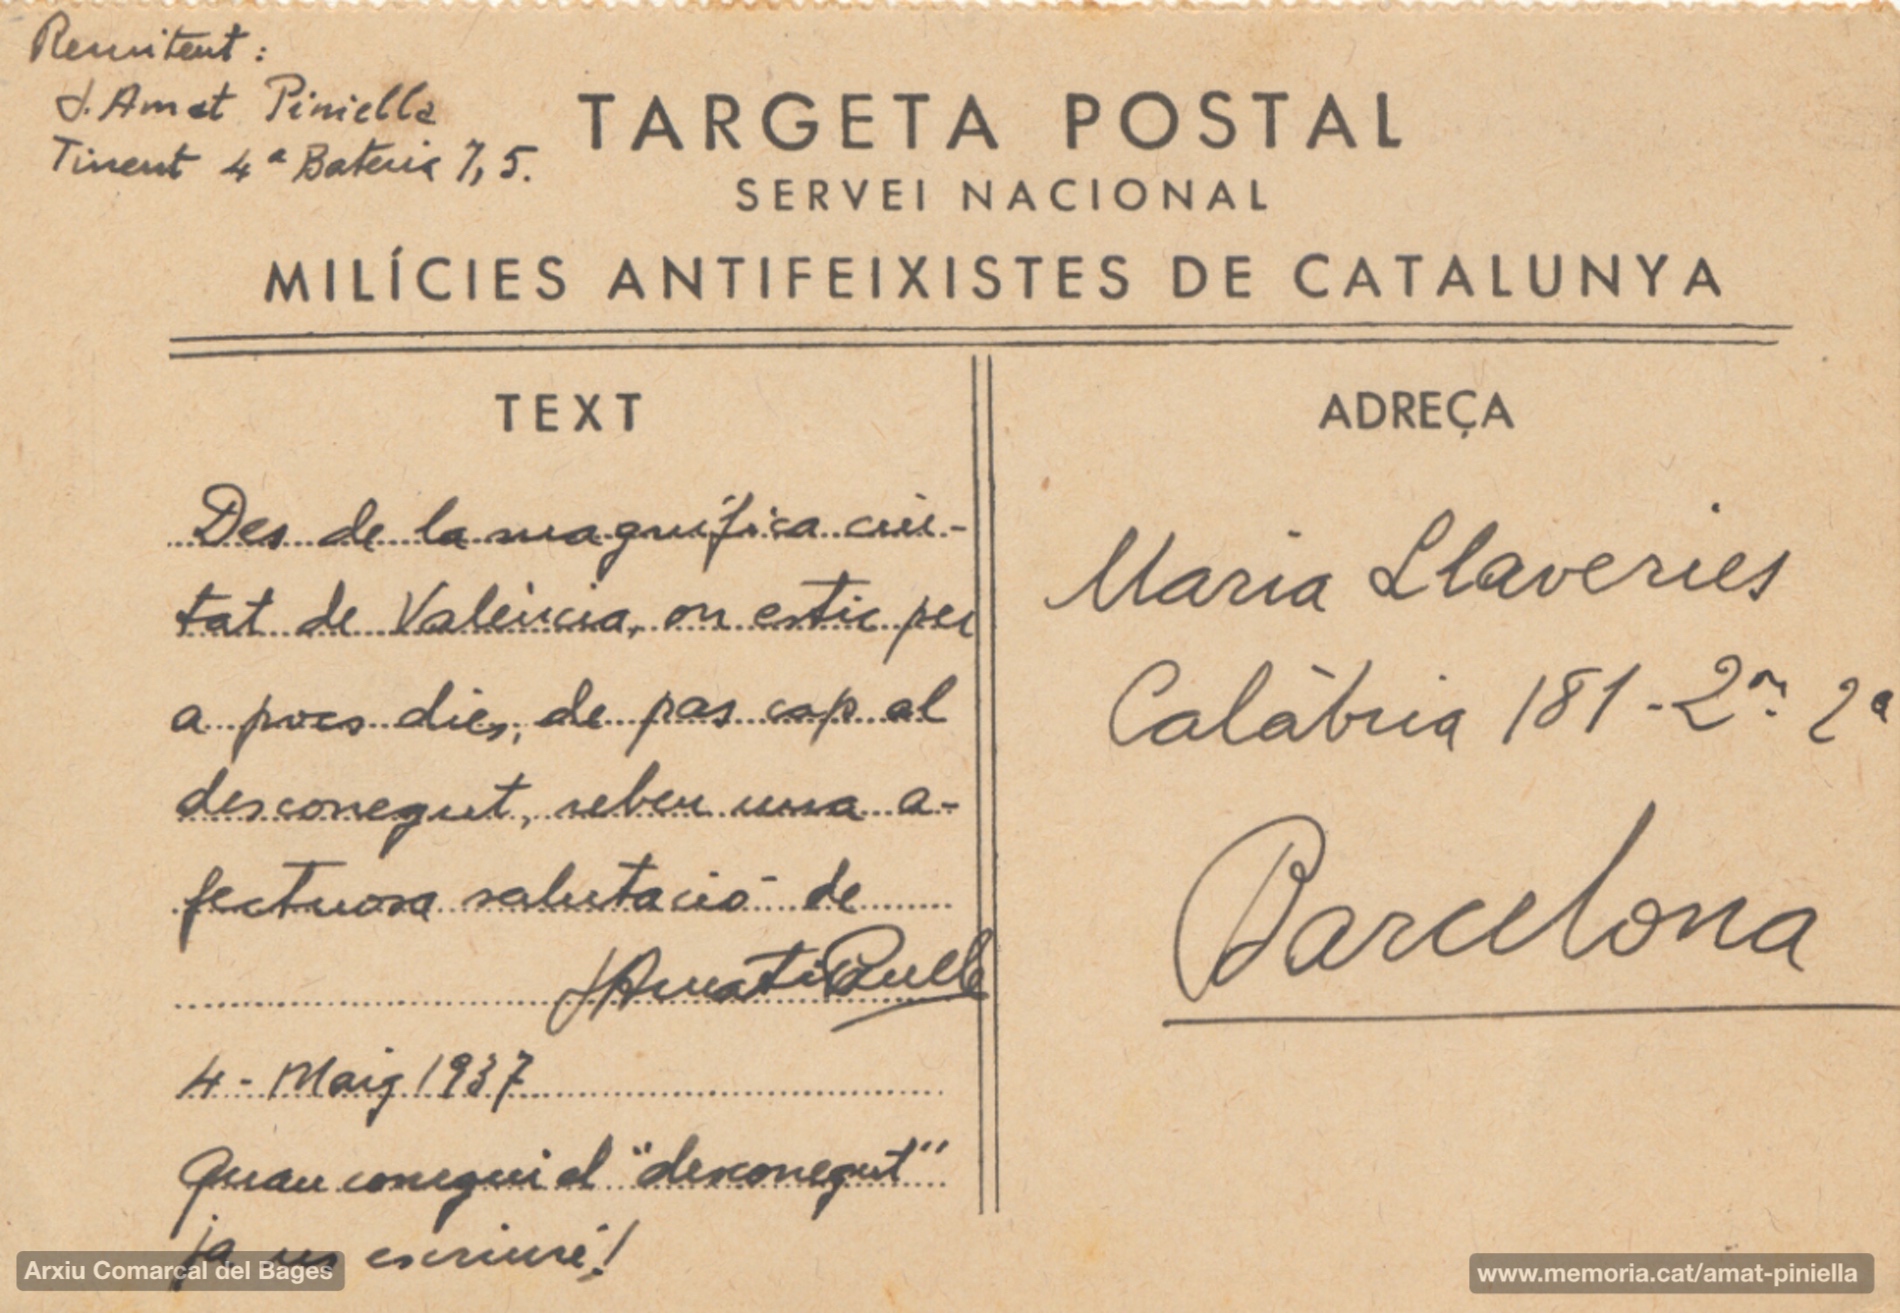 Remitent:
J. Amat Piniella
Tinent 4ª Bateria 7,5.
TARGETA POSTAL
SERVEI NACIONAL
MILÍCIES ANTIFEIXISTES DE CATALUNYA
TEXT
Des de la magnífica ciu-
tat de València, on estic per
a pocs dies, de pas cap al
desconegut, rebeu una a-
fectuosa salutació de
J Amat i
4 - Maig 1937
Quan conegui el "desconegut"
ja us escriuré!
ADREÇA
Maria Llaveries
Calàbria 181 - 2on 2ª
Barcelona
Arxiu Comarcal del Bages
www.memoria.cat/amat-piniella